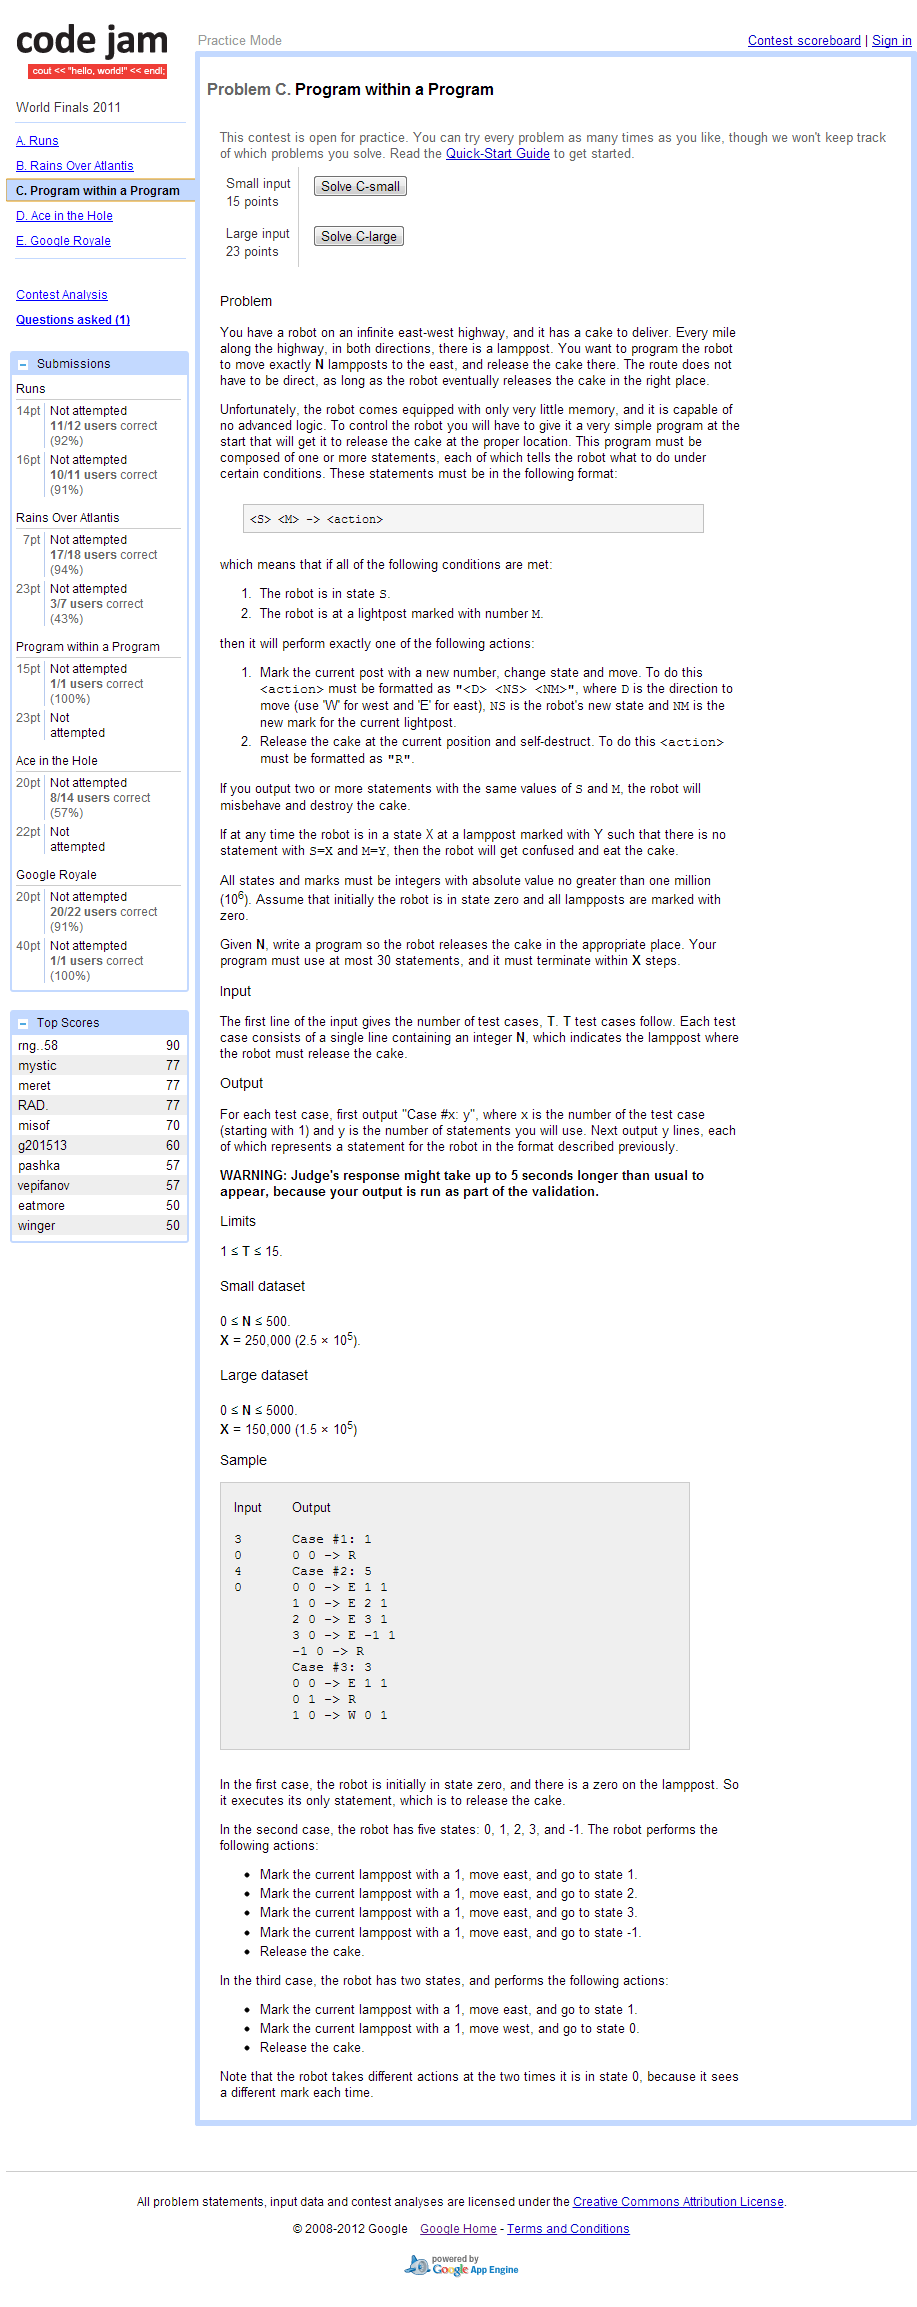 code jam
cout << "hello, world!" << endl;
Practice Mode
Contest scoreboard | Sign in
World Finals 2011
A. Runs
B. Rains Over Atlantis
C. Program within a Program
D. Ace in the Hole
E. Google Royale
Contest Analysis
Questions asked (1)
Submissions
Runs
14pt Not attempted
11/12 users correct
(92%)
16pt Not attempted
10/11 users correct
(91%)
Rains Over Atlantis
7pt Not attempted
17/18 users correct
(94%)
23pt Not attempted
3/7 users correct
(43%)
Program within a Program
15pt Not attempted
1/1 users correct
(100%)
23pt Not
attempted
Ace in the Hole
20pt Not attempted
8/14 users correct
(57%)
22pt Not
attempted
Google Royale
20pt Not attempted
20/22 users correct
(91%)
40pt Not attempted
1/1 users correct
(100%)
Top Scores
rng..58 90
mystic 77
meret 77
RAD. 77
misof 70
g201513 60
pashka 57
vepifanov 57
eatmore 50
winger 50
Problem C. Program within a Program
This contest is open for practice. You can try every problem as many times as you like, though we won't keep track
of which problems you solve. Read the Quick-Start Guide to get started.
Small input
15 points
Solve C-small
Large input
23 points
Solve C-large
Problem
You have a robot on an infinite east-west highway, and it has a cake to deliver. Every mile
along the highway, in both directions, there is a lamppost. You want to program the robot
to move exactly N lampposts to the east, and release the cake there. The route does not
have to be direct, as long as the robot eventually releases the cake in the right place.
Unfortunately, the robot comes equipped with only very little memory, and it is capable of
no advanced logic. To control the robot you will have to give it a very simple program at the
start that will get it to release the cake at the proper location. This program must be
composed of one or more statements, each of which tells the robot what to do under
certain conditions. These statements must be in the following format:
<S> <M> -> <action>
which means that if all of the following conditions are met:
1. The robot is in state S.
2. The robot is at a lightpost marked with number M.
then it will perform exactly one of the following actions:
1. Mark the current post with a new number, change state and move. To do this
<action> must be formatted as "<D> <NS> <NM>", where D is the direction to
move (use 'W' for west and 'E' for east), NS is the robot's new state and NM is the
new mark for the current lightpost.
2. Release the cake at the current position and self-destruct. To do this <action>
must be formatted as "R".
If you output two or more statements with the same values of S and M, the robot will
misbehave and destroy the cake.
If at any time the robot is in a state X at a lamppost marked with Y such that there is no
statement with S=X and M=Y, then the robot will get confused and eat the cake.
All states and marks must be integers with absolute value no greater than one million
(10^6). Assume that initially the robot is in state zero and all lampposts are marked with
zero.
Given N, write a program so the robot releases the cake in the appropriate place. Your
program must use at most 30 statements, and it must terminate within X steps.
Input
The first line of the input gives the number of test cases, T. T test cases follow. Each test
case consists of a single line containing an integer N, which indicates the lamppost where
the robot must release the cake.
Output
For each test case, first output "Case #x: y", where x is the number of the test case
(starting with 1) and y is the number of statements you will use. Next output y lines, each
of which represents a statement for the robot in the format described previously.
WARNING: Judge's response might take up to 5 seconds longer than usual to
appear, because your output is run as part of the validation.
Limits
1 ≤ T ≤ 15.
Small dataset
0 ≤ N ≤ 500.
X = 250,000 (2.5 × 10^5).
Large dataset
0 ≤ N ≤ 5000.
X = 150,000 (1.5 × 10^5)
Sample
Input Output
3 Case #1: 1
0 0 0 -> R
4 Case #2: 5
0 0 0 -> E 1 1
1 0 -> E 2 1
2 0 -> E 3 1
3 0 -> E -1 1
-1 0 -> R
Case #3: 3
0 0 -> E 1 1
0 1 -> R
1 0 -> W 0 1
In the first case, the robot is initially in state zero, and there is a zero on the lamppost. So
it executes its only statement, which is to release the cake.
In the second case, the robot has five states: 0, 1, 2, 3, and -1. The robot performs the
following actions:
• Mark the current lamppost with a 1, move east, and go to state 1.
• Mark the current lamppost with a 1, move east, and go to state 2.
• Mark the current lamppost with a 1, move east, and go to state 3.
• Mark the current lamppost with a 1, move east, and go to state -1.
• Release the cake.
In the third case, the robot has two states, and performs the following actions:
• Mark the current lamppost with a 1, move east, and go to state 1.
• Mark the current lamppost with a 1, move west, and go to state 0.
• Release the cake.
Note that the robot takes different actions at the two times it is in state 0, because it sees
a different mark each time.
All problem statements, input data and contest analyses are licensed under the Creative Commons Attribution License.
© 2008-2012 Google Google Home - Terms and Conditions
powered by
Google App Engine